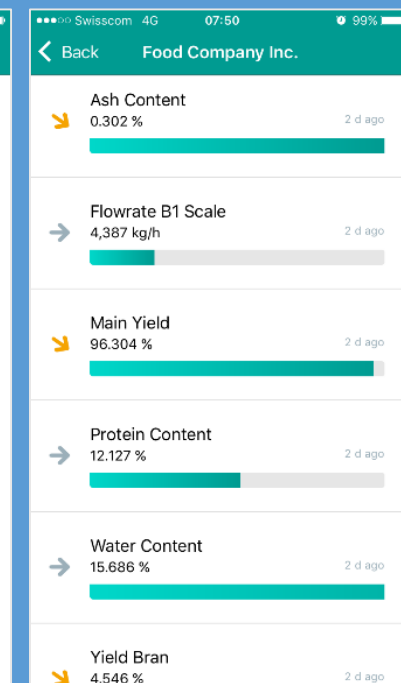 Swisscom 4G 07:50 99%
Back Food Company Inc.
Ash Content
0.302 % 2 d ago
Flowrate B1 Scale
4,387 kg/h 2 d ago
Main Yield
96.304 % 2 d ago
Protein Content
12.127 % 2 d ago
Water Content
15.686 % 2 d ago
Yield Bran
4.546 % 2 d ago